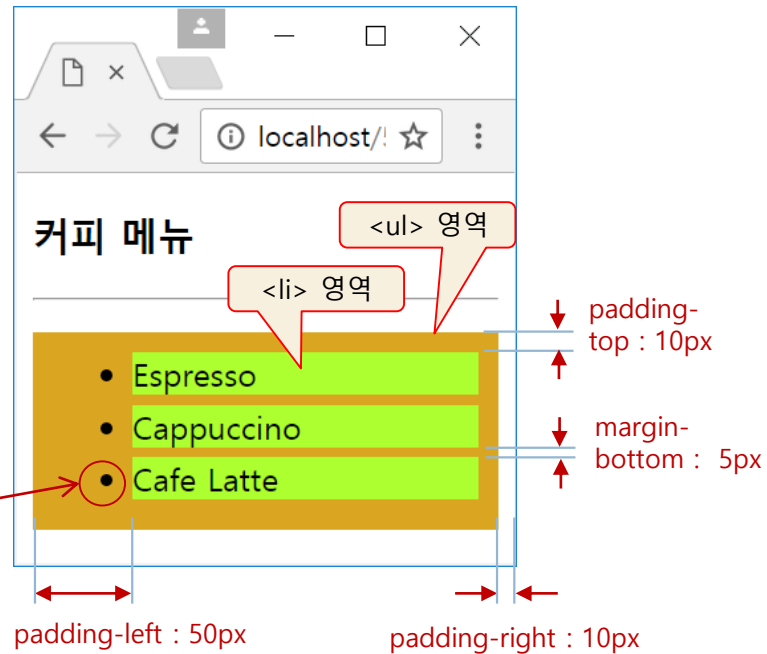 localhost/!
커피 메뉴
<ul> 영역
<li> 영역
padding-
top : 10px
Espresso
Cappuccino
margin-
bottom : 5px
Cafe Latte
padding-left : 50px
padding-right : 10px